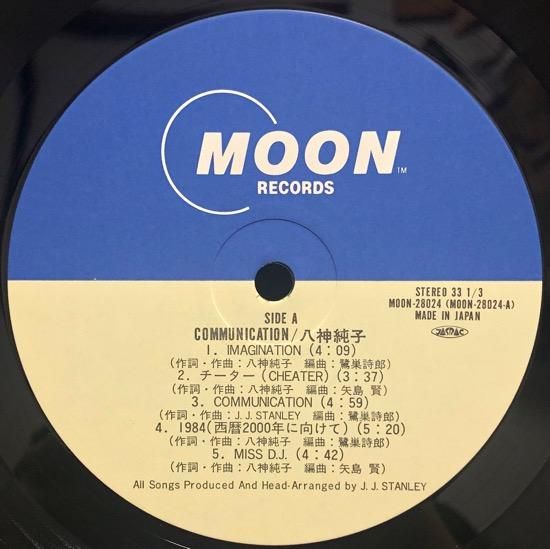 MOON
TM
RECORDS
STEREO 33 1/3
MOON-28024 (MOON-28024-A)
MADE IN JAPAN
JASRAC
SIDE A
COMMUNICATION/八神純子
1. IMAGINATION (4:09)
(作詞・作曲:八神純子 編曲:鷺巣詩郎)
2. チーター(CHEATER)(3:37)
(作詞・作曲:八神純子 編曲:矢島 賢)
3. COMMUNICATION (4:59)
(作詞・作曲:J. J. STANLEY 編曲:鷺巣詩郎)
4. 1984(西暦2000年に向けて)(5:20)
(作詞・作曲:八神純子 編曲:鷺巣詩郎)
5. MISS D.J. (4:42)
(作詞・作曲:八神純子 編曲:矢島 賢)
All Songs Produced And Head-Arranged by J. J. STANLEY